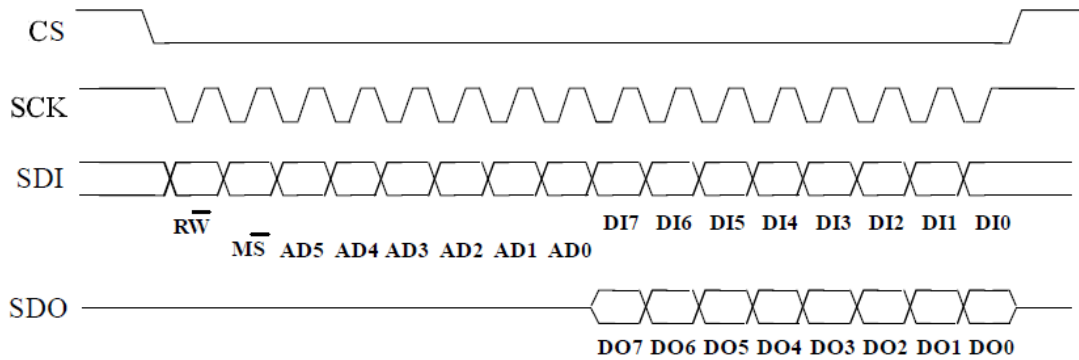 CS
SCK
SDI
RW̅ DI7 DI6 DI5 DI4 DI3 DI2 DI1 DI0
MS̅ AD5 AD4 AD3 AD2 AD1 AD0
SDO
DO7 DO6 DO5 DO4 DO3 DO2 DO1 DO0